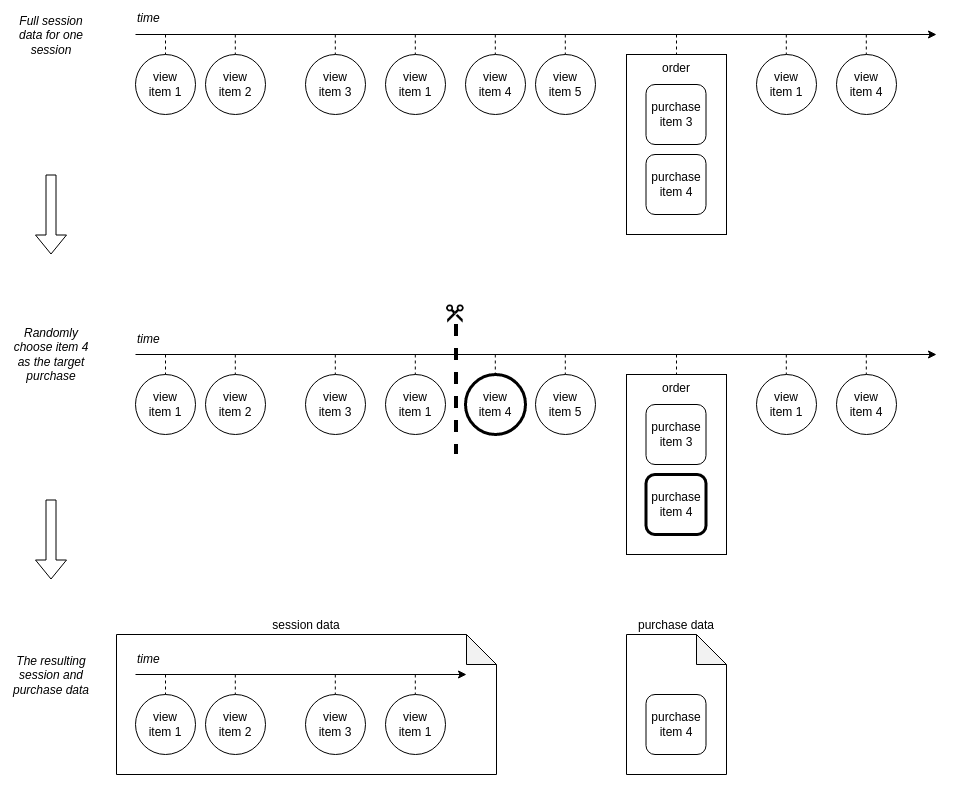 Full session
data for one
session
time
view
item 1
view
item 2
view
item 3
view
item 1
view
item 4
view
item 5
order
purchase
item 3
purchase
item 4
view
item 1
view
item 4
Randomly
choose item 4
as the target
purchase
time
view
item 1
view
item 2
view
item 3
view
item 1
view
item 4
view
item 5
order
purchase
item 3
purchase
item 4
view
item 1
view
item 4
The resulting
session and
purchase data
session data
time
view
item 1
view
item 2
view
item 3
view
item 1
purchase data
purchase
item 4